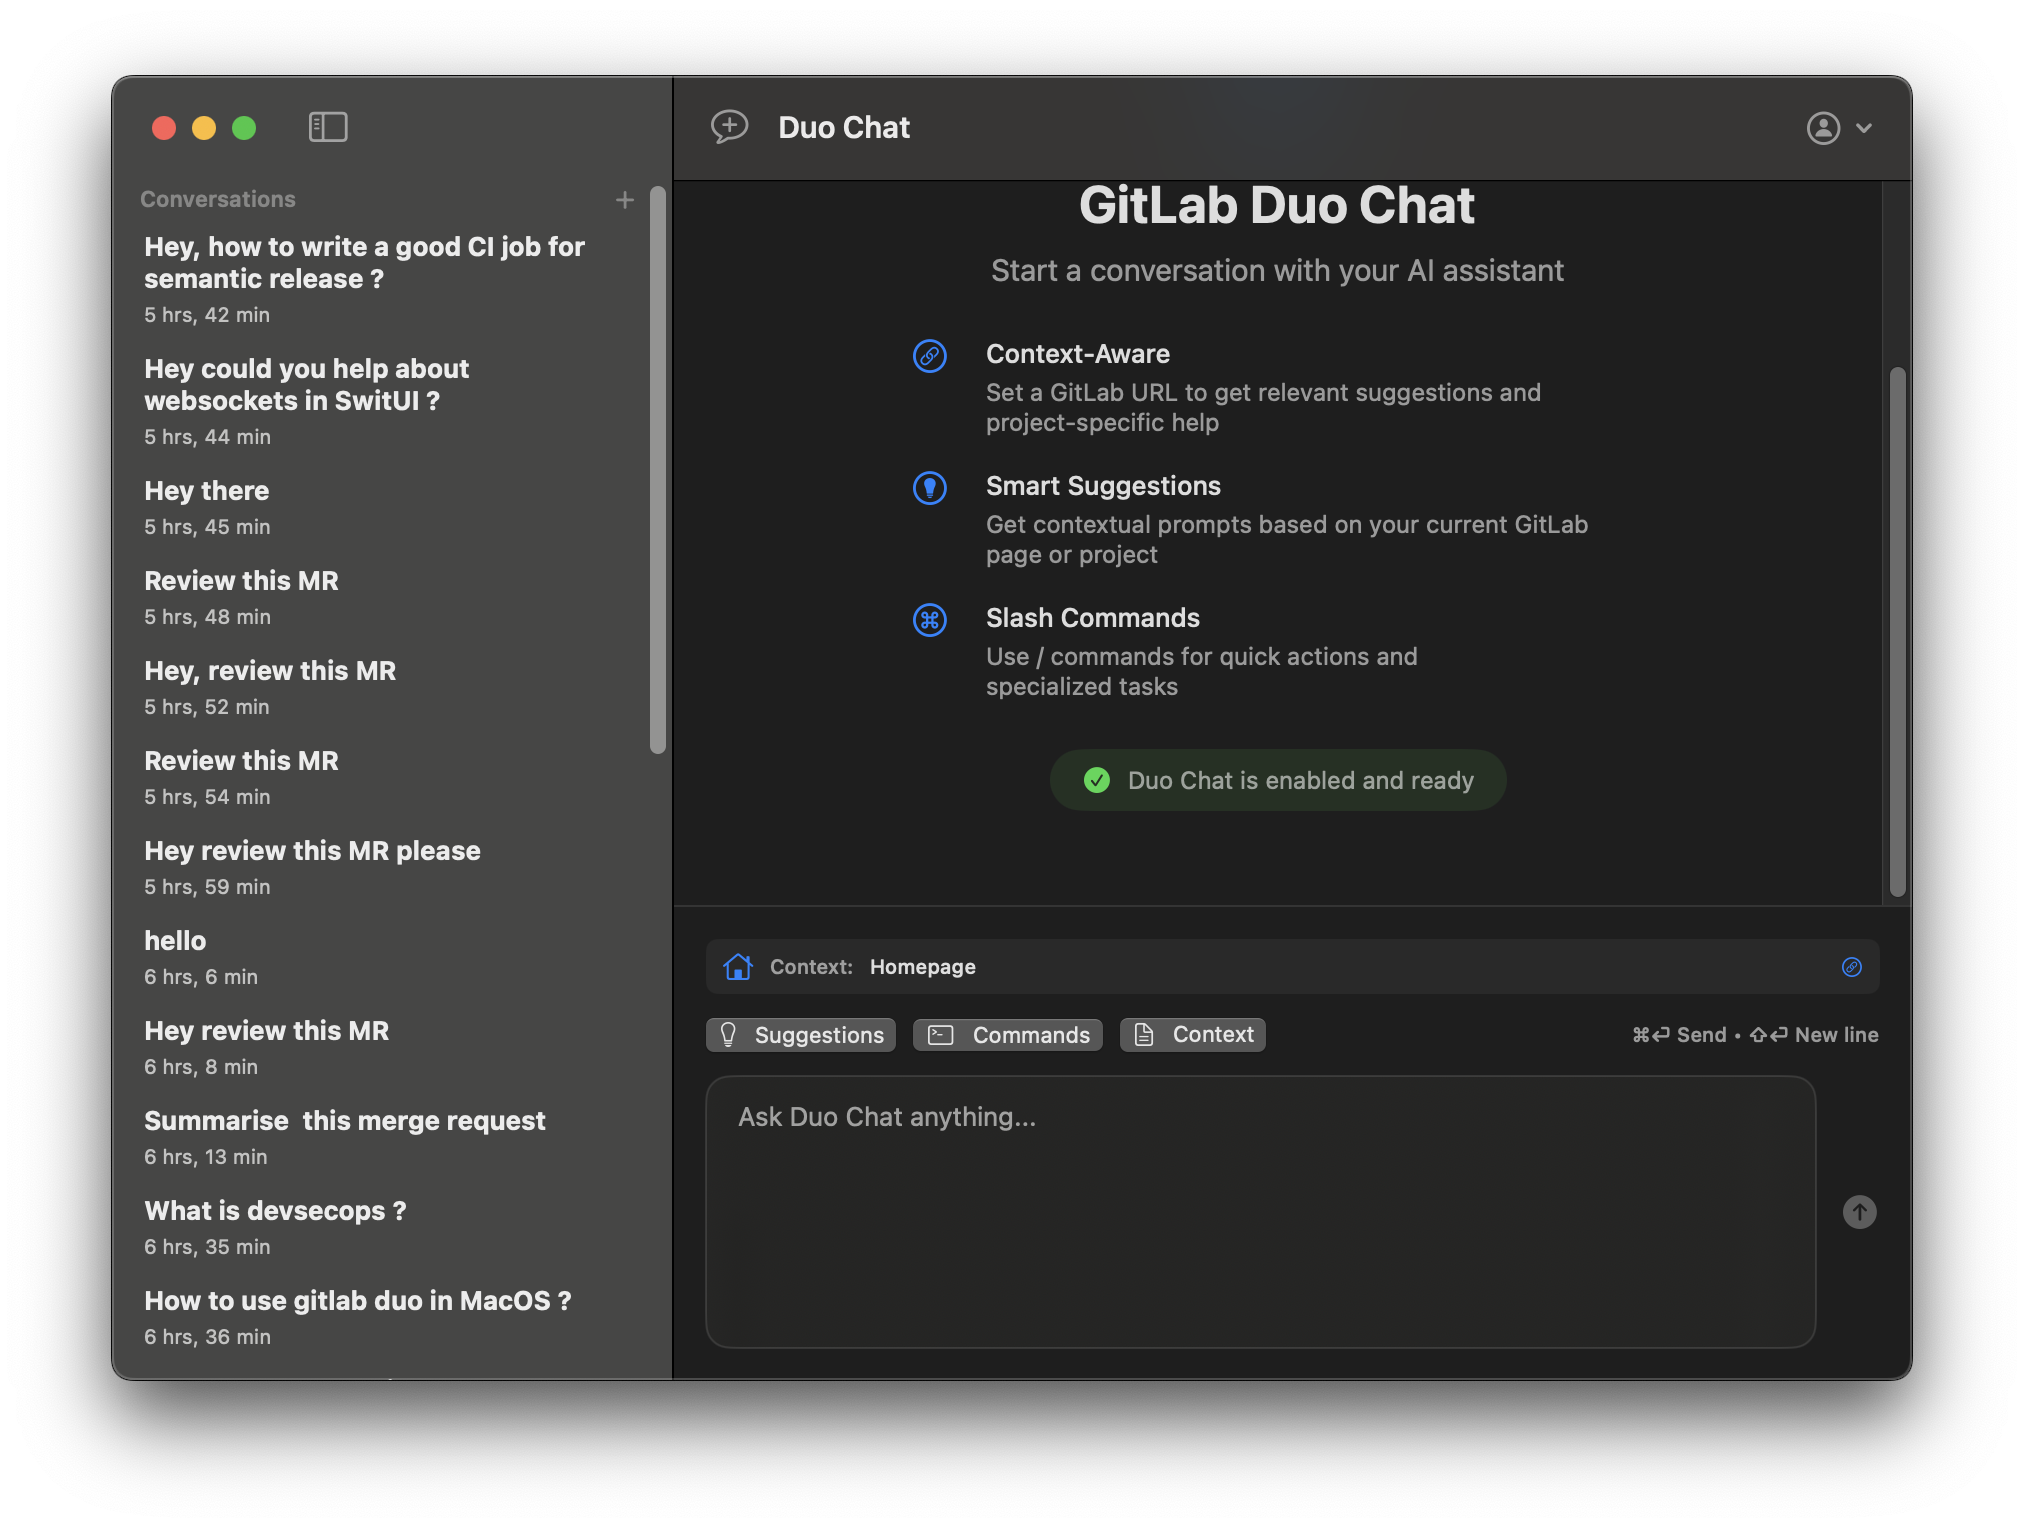 Conversations
Hey, how to write a good CI job for
semantic release ?
5 hrs, 42 min
Hey could you help about
websockets in SwitUI ?
5 hrs, 44 min
Hey there
5 hrs, 45 min
Review this MR
5 hrs, 48 min
Hey, review this MR
5 hrs, 52 min
Review this MR
5 hrs, 54 min
Hey review this MR please
5 hrs, 59 min
hello
6 hrs, 6 min
Hey review this MR
6 hrs, 8 min
Summarise  this merge request
6 hrs, 13 min
What is devsecops ?
6 hrs, 35 min
How to use gitlab duo in MacOS ?
6 hrs, 36 min
Duo Chat
GitLab Duo Chat
Start a conversation with your AI assistant
Context-Aware
Set a GitLab URL to get relevant suggestions and
project-specific help
Smart Suggestions
Get contextual prompts based on your current GitLab
page or project
Slash Commands
Use / commands for quick actions and
specialized tasks
Duo Chat is enabled and ready
Context: Homepage
Suggestions Commands Context ⌘⏎ Send • ⇧⏎ New line
Ask Duo Chat anything...